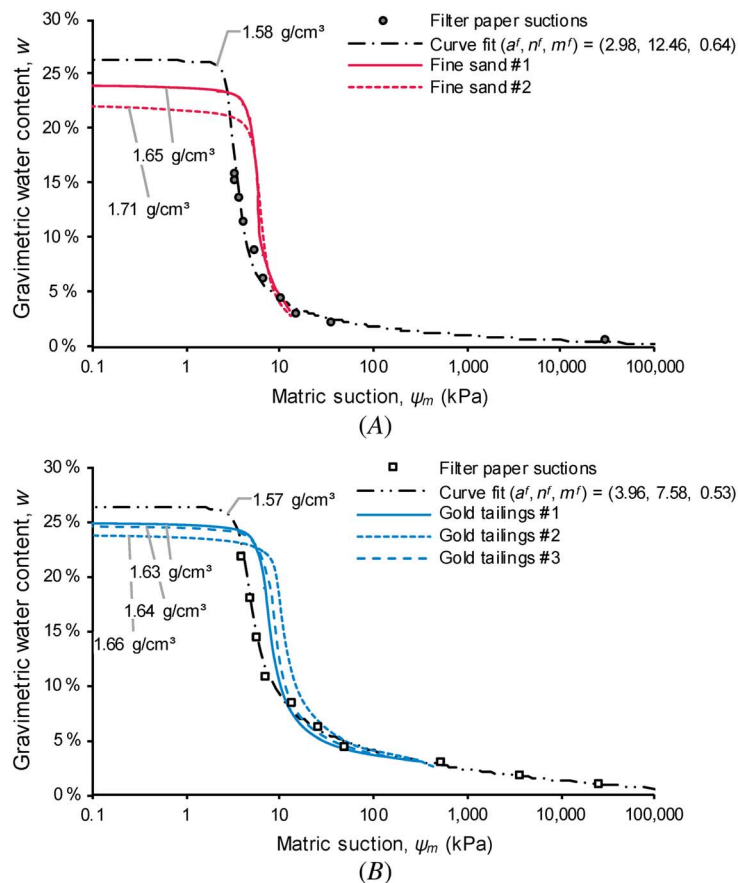 Filter paper suctions
Curve fit (aᶠ, nᶠ, mᶠ) = (2.98, 12.46, 0.64)
Fine sand #1
Fine sand #2
Gravimetric water content, w
30 %
25%
20%
15%
10 %
5 %
0 %
1.58 g/cm³
1.65 g/cm³
1.71 g/cm³
0.1 1 10 100 1,000 10,000 100,000
Matric suction, ψₘ (kPa)
(A)
Filter paper suctions
Curve fit (aᶠ, nᶠ, mᶠ) = (3.96, 7.58, 0.53)
Gold tailings #1
Gold tailings #2
Gold tailings #3
Gravimetric water content, w
30 %
25%
20%
15%
10 %
5 %
0 %
1.57 g/cm³
1.63 g/cm³
1.64 g/cm³
1.66 g/cm³
0.1 1 10 100 1,000 10,000 100,000
Matric suction, ψₘ (kPa)
(B)